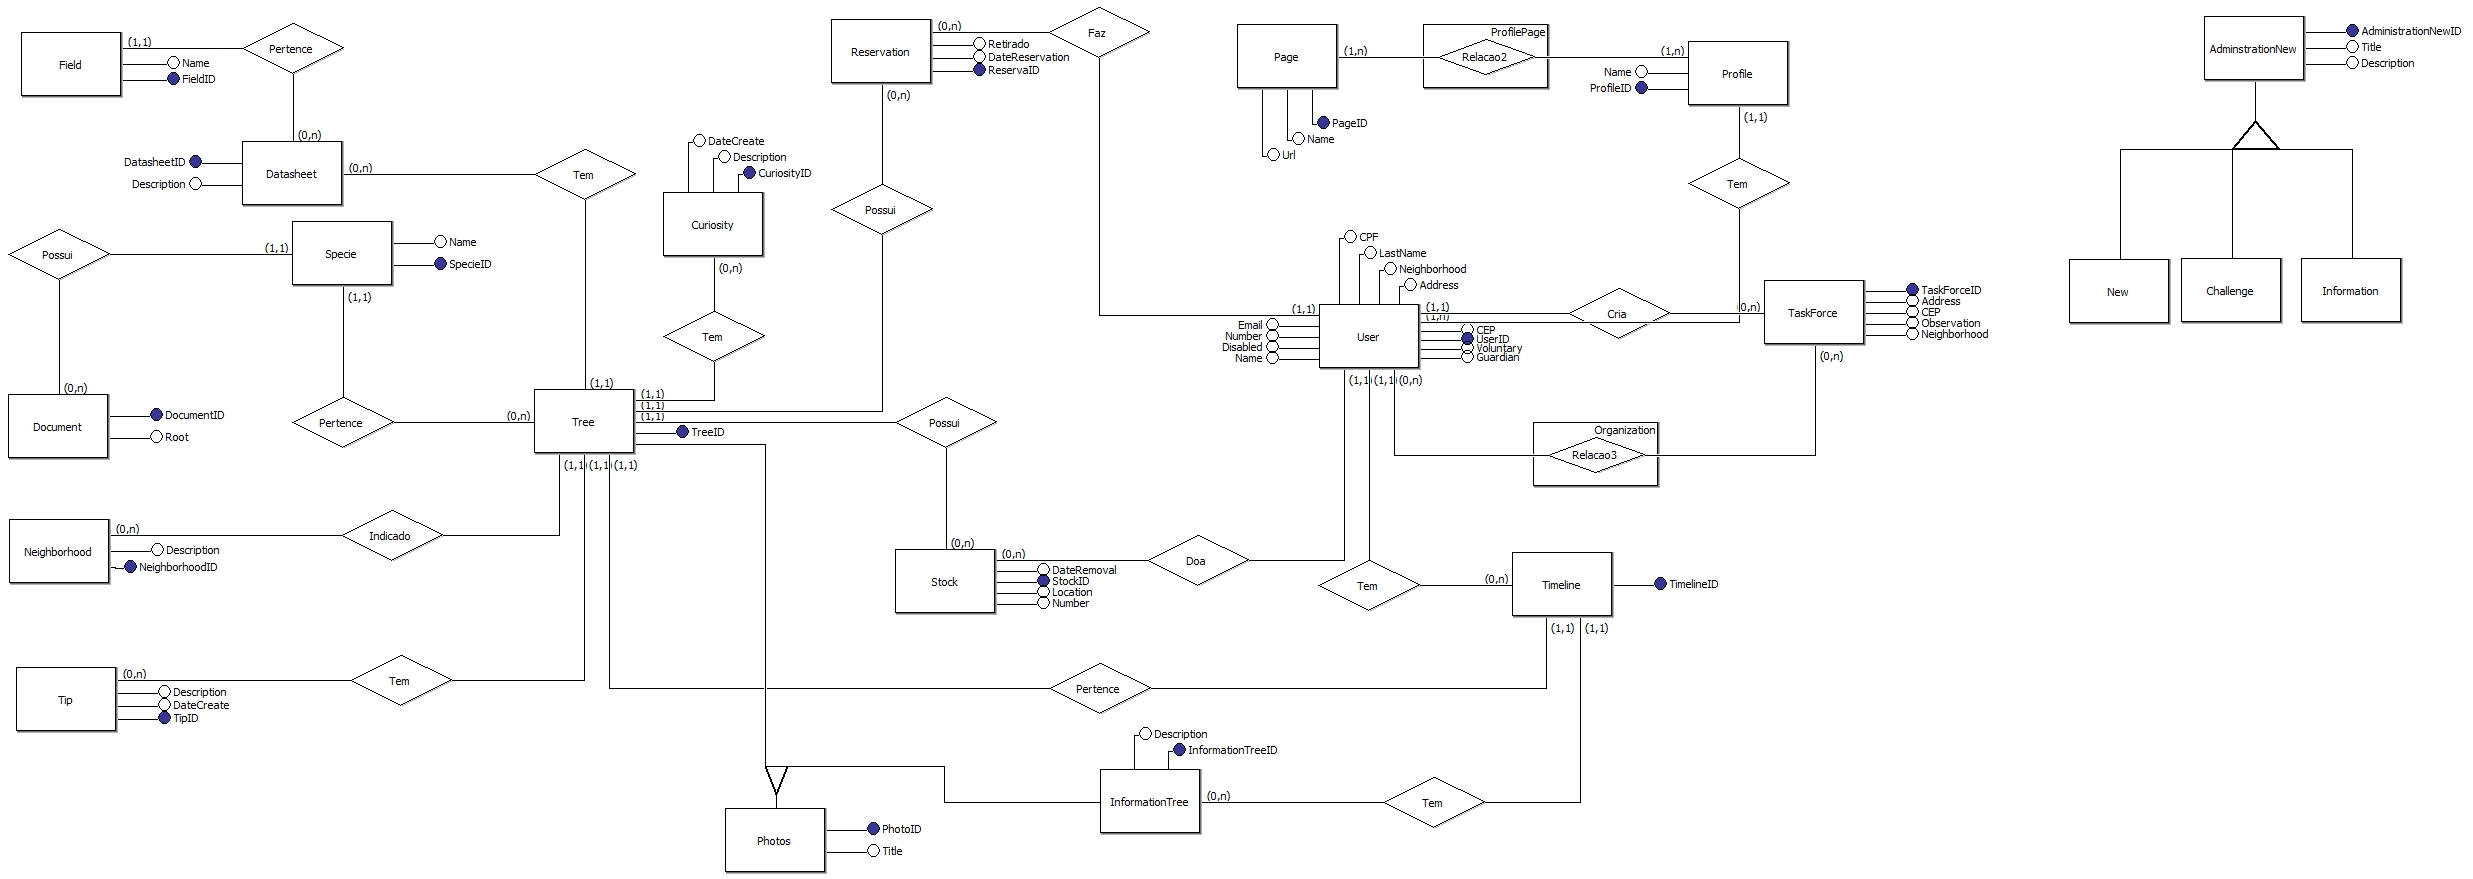 Field
(1,1)
Name
FieldID
Pertence
(0,n)
DatasheetID
Description
Datasheet
(0,n)
Tem
(1,1)
Possui
(1,1)
Specie
Name
SpecieID
(1,1)
(0,n)
Document
DocumentID
Root
Pertence
(0,n)
DateCreate
Description
CuriosityID
Curiosity
(0,n)
Tem
(1,1)
(1,1)
(1,1)
Tree
TreeID
(1,1)
(1,1)
(1,1)
Reservation
(0,n)
Retirado
DateReservation
ReservaID
(0,n)
Faz
Possui
(1,1)
Possui
(0,n)
Neighborhood
(0,n)
Description
NeighborhoodID
Indicado
Tip
(0,n)
Description
DateCreate
TipID
Tem
Stock
(0,n)
DateRemoval
StockID
Location
Number
Doa
Page
(1,n)
PageID
Name
Url
ProfilePage
Relacao2
(1,n)
Name
ProfileID
Profile
(1,1)
Tem
CPF
LastName
Neighborhood
Address
Email
Number
Disabled
Name
User
(1,1)
(1,n)
CEP
UserID
Voluntary
Guardian
(1,1)
(1,1)
(0,n)
Cria
(0,n)
TaskForce
TaskForceID
Address
CEP
Observation
Neighborhood
(0,n)
Organization
Relacao3
Tem
(0,n)
Timeline
TimelineID
(1,1)
(1,1)
Pertence
Description
InformationTreeID
InformationTree
(0,n)
Tem
Photos
PhotoID
Title
AdminstrationNew
AdministrationNewID
Title
Description
New
Challenge
Information